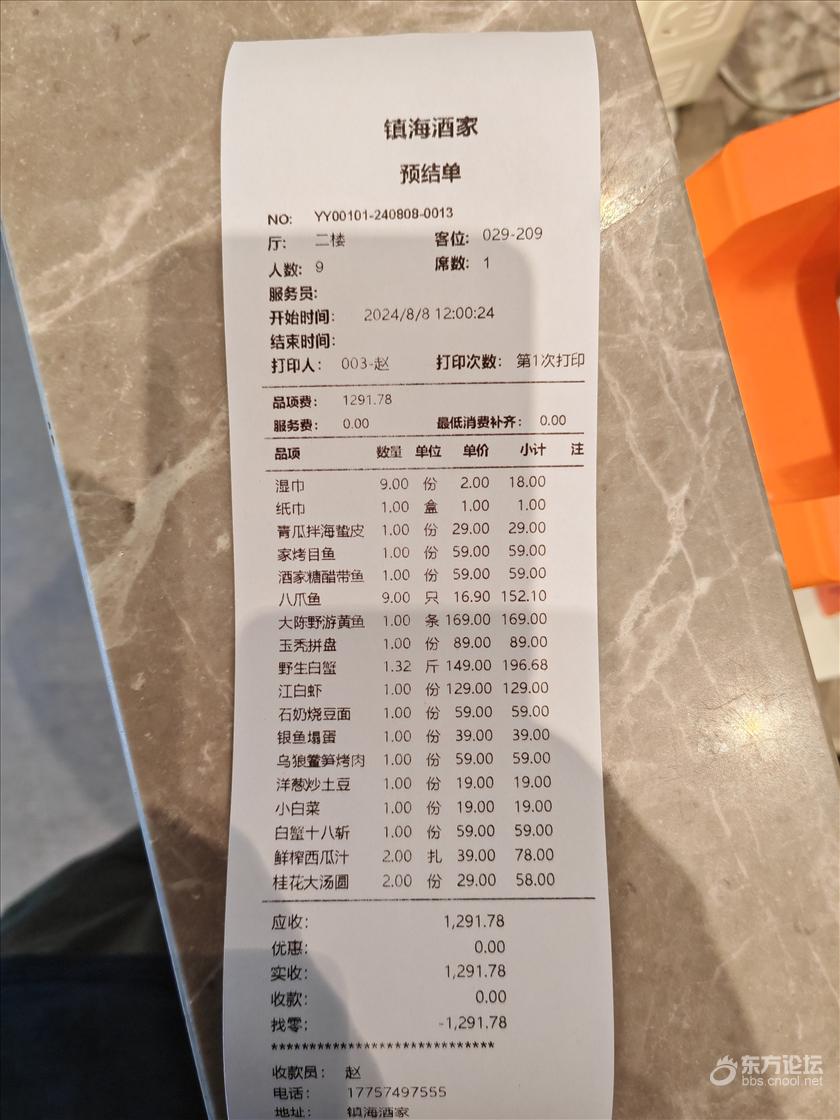 镇海酒家
预结单
NO: YY00101-240808-0013
厅: 二楼 客位: 029-209
人数: 9 席数: 1
服务员:
开始时间: 2024/8/8 12:00:24
结束时间:
打印人: 003-赵 打印次数: 第1次打印
品项费: 1291.78
服务费: 0.00 最低消费补齐: 0.00
品项 数量 单位 单价 小计 注
湿巾 9.00 份 2.00 18.00
纸巾 1.00 盒 1.00 1.00
青瓜拌海蜇皮 1.00 份 29.00 29.00
家烤目鱼 1.00 份 59.00 59.00
酒家糖醋带鱼 1.00 份 59.00 59.00
八爪鱼 9.00 只 16.90 152.10
大陈野游黄鱼 1.00 条 169.00 169.00
玉秃拼盘 1.00 份 89.00 89.00
野生白蟹 1.32 斤 149.00 196.68
江白虾 1.00 份 129.00 129.00
石奶烧豆面 1.00 份 59.00 59.00
银鱼塌蛋 1.00 份 39.00 39.00
乌狼鲞笋烤肉 1.00 份 59.00 59.00
洋葱炒土豆 1.00 份 19.00 19.00
小白菜 1.00 份 19.00 19.00
白蟹十八斩 1.00 份 59.00 59.00
鲜榨西瓜汁 2.00 扎 39.00 78.00
桂花大汤圆 2.00 份 29.00 58.00
应收: 1,291.78
优惠: 0.00
实收: 1,291.78
收款: 0.00
找零: -1,291.78
******************************
收款员: 赵
电话: 17757497555
地址: 镇海酒家
东方论坛
bbs.cnool.net